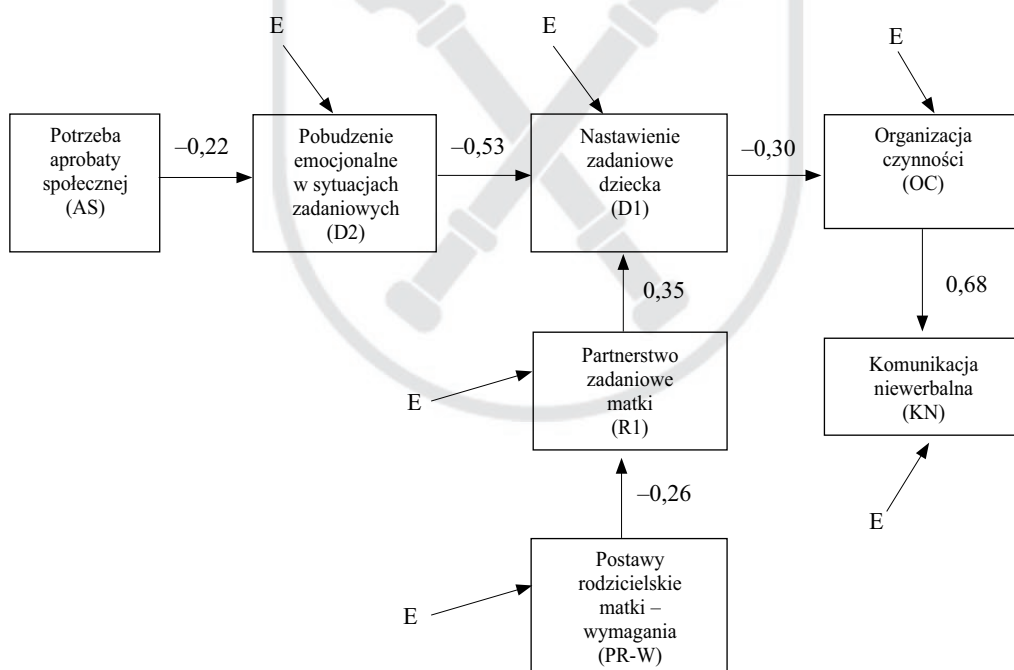 E
E
E
Potrzeba
aprobaty
społecznej
(AS)
–0,22
Pobudzenie
emocjonalne
w sytuacjach
zadaniowych
(D2)
–0,53
Nastawienie
zadaniowe
dziecka
(D1)
–0,30
Organizacja
czynności
(OC)
0,35
0,68
E
Partnerstwo
zadaniowe
matki
(R1)
Komunikacja
niewerbalna
(KN)
–0,26
E
E
Postawy
rodzicielskie
matki –
wymagania
(PR-W)